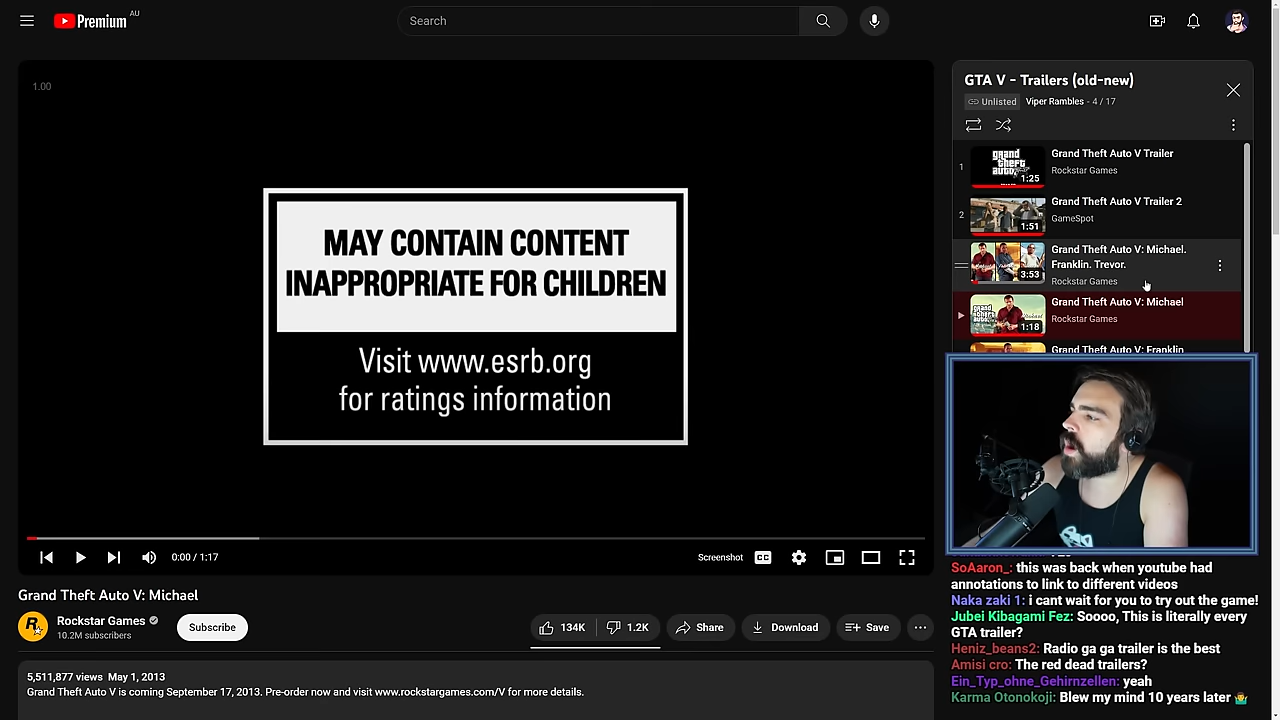 Premium AU
Search
1.00
MAY CONTAIN CONTENT
INAPPROPRIATE FOR CHILDREN
Visit www.esrb.org
for ratings information
0:00 / 1:17
Screenshot
CC
Grand Theft Auto V: Michael
Rockstar Games
10.2M subscribers
Subscribe
134K
1.2K
Share
Download
Save
5,511,877 views May 1, 2013
Grand Theft Auto V is coming September 17, 2013. Pre-order now and visit www.rockstargames.com/V for more details.
GTA V - Trailers (old-new)
Unlisted Viper Rambles - 4 / 17
1
grand
theft
auto
1:25
Grand Theft Auto V Trailer
Rockstar Games
2
1:51
Grand Theft Auto V Trailer 2
GameSpot
3:53
Grand Theft Auto V: Michael.
Franklin. Trevor.
Rockstar Games
1:18
Grand Theft Auto V: Michael
Rockstar Games
Grand Theft Auto V: Franklin
SoAaron_: this was back when youtube had
annotations to link to different videos
Naka zaki 1: i cant wait for you to try out the game!
Jubei Kibagami Fez: Soooo, This is literally every
GTA trailer?
Heniz_beans2: Radio ga ga trailer is the best
Amisi cro: The red dead trailers?
Ein_Typ_ohne_Gehirnzellen: yeah
Karma Otonokoji: Blew my mind 10 years later